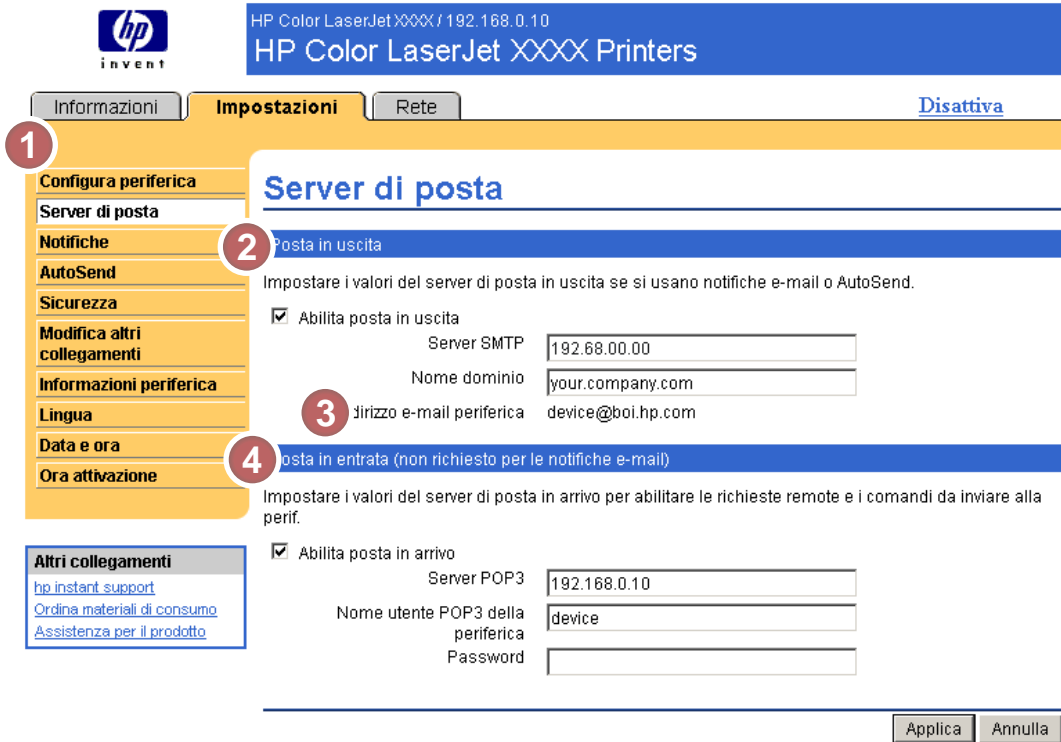 hp
invent
HP Color LaserJet XXXX / 192.168.0.10
HP Color LaserJet XXXX Printers
Informazioni
Impostazioni
Rete
Disattiva
1
Configura periferica
Server di posta
Notifiche
AutoSend
Sicurezza
Modifica altri
collegamenti
Informazioni periferica
Lingua
Data e ora
Ora attivazione
Altri collegamenti
hp instant support
Ordina materiali di consumo
Assistenza per il prodotto
Server di posta
2
Posta in uscita
Impostare i valori del server di posta in uscita se si usano notifiche e-mail o AutoSend.
Abilita posta in uscita
Server SMTP 192.68.00.00
Nome dominio your.company.com
3
dirizzo e-mail periferica device@boi.hp.com
4
osta in entrata (non richiesto per le notifiche e-mail)
Impostare i valori del server di posta in arrivo per abilitare le richieste remote e i comandi da inviare alla
perif.
Abilita posta in arrivo
Server POP3 192.168.0.10
Nome utente POP3 della device
periferica
Password
Applica Annulla